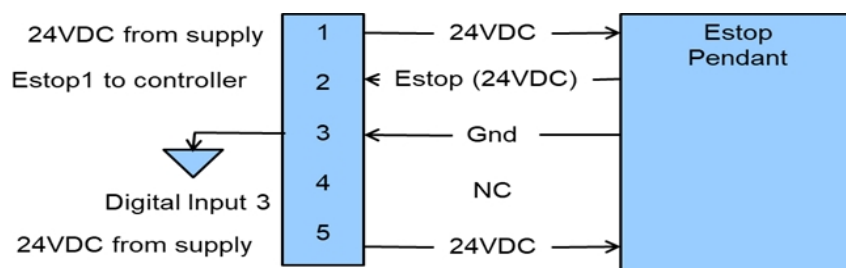 24VDC from supply
1
24VDC
Estop
Pendant
Estop1 to controller
2
Estop (24VDC)
3
Gnd
Digital Input 3
4
NC
24VDC from supply
5
24VDC